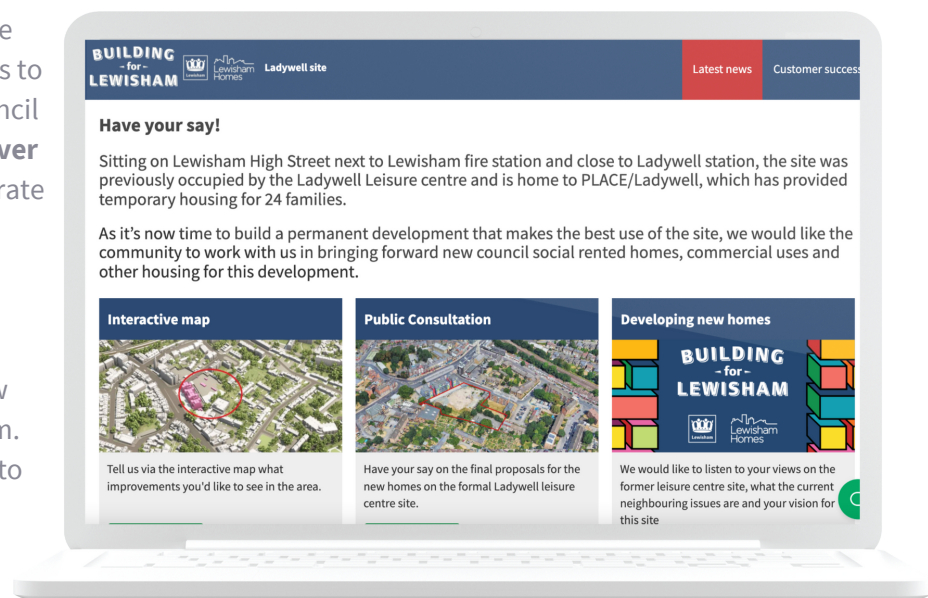 e
s to
ncil
ver
rate
v
m.
to
BUILDING
- for -
LEWISHAM
Lewisham
Lewisham
Homes
Ladywell site
Latest news
Customer success
Have your say!
Sitting on Lewisham High Street next to Lewisham fire station and close to Ladywell station, the site was
previously occupied by the Ladywell Leisure centre and is home to PLACE/Ladywell, which has provided
temporary housing for 24 families.
As it's now time to build a permanent development that makes the best use of the site, we would like the
community to work with us in bringing forward new council social rented homes, commercial uses and
other housing for this development.
Interactive map
Tell us via the interactive map what
improvements you'd like to see in the area.
Public Consultation
Have your say on the final proposals for the
new homes on the formal Ladywell leisure
centre site.
Developing new homes
BUILDING
- for -
LEWISHAM
Lewisham
Lewisham
Homes
We would like to listen to your views on the
former leisure centre site, what the current
neighbouring issues are and your vision for
this site